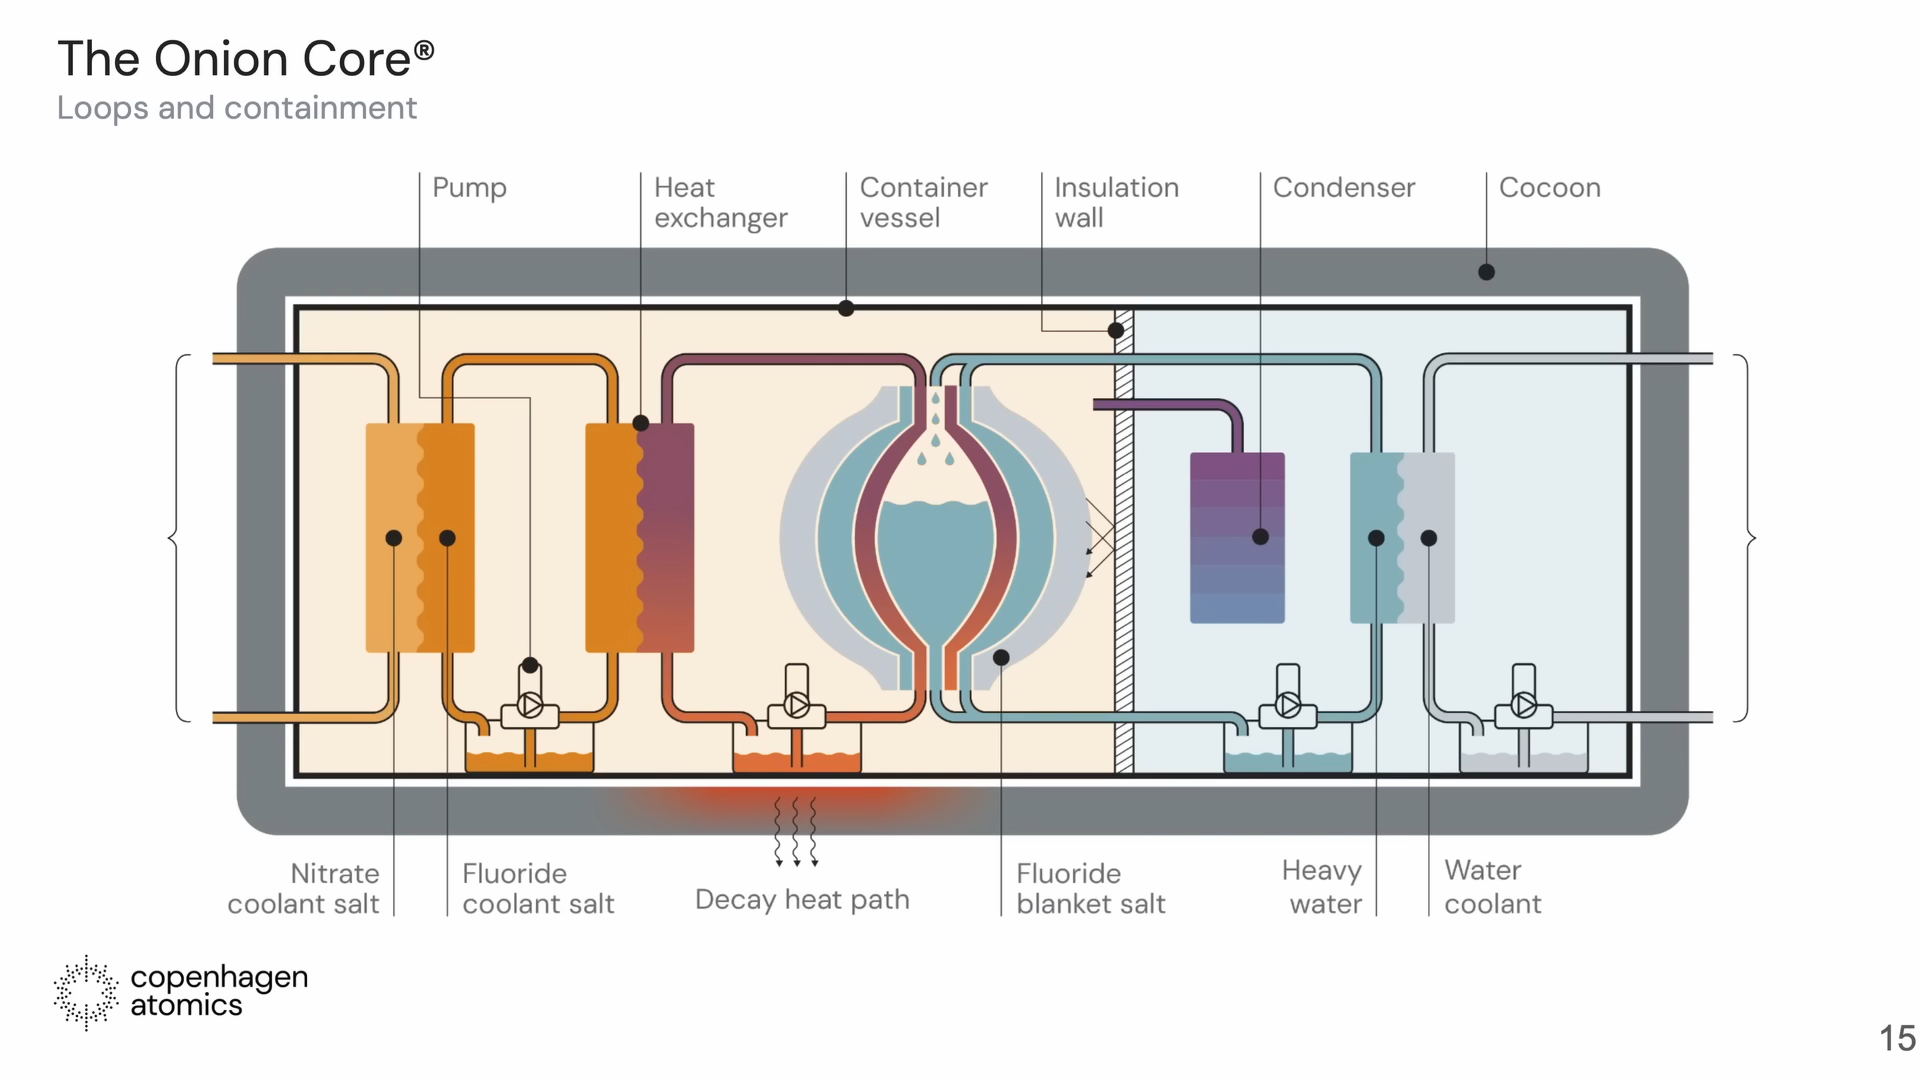 The Onion Core®
Loops and containment
Pump
Heat
exchanger
Container
vessel
Insulation
wall
Condenser
Cocoon
Nitrate
coolant salt
Fluoride
coolant salt
Decay heat path
Fluoride
blanket salt
Heavy
water
Water
coolant
copenhagen
atomics
15